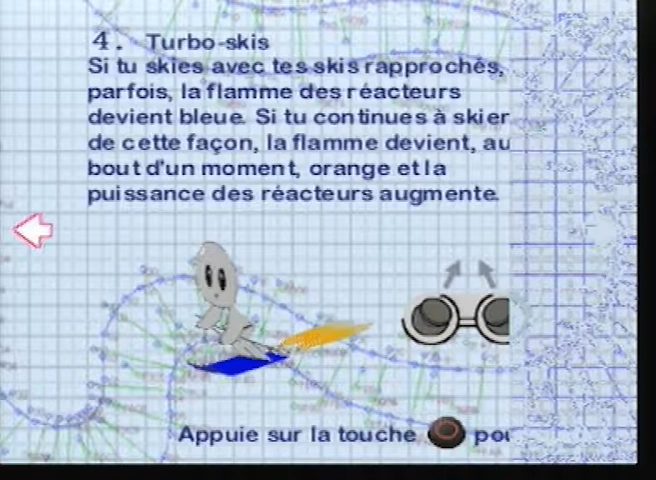 4. Turbo-skis
Si tu skies avec tes skis rapprochés,
parfois, la flamme des réacteurs
devient bleue. Si tu continues à skier
de cette façon, la flamme devient, au
bout d'un moment, orange et la
puissance des réacteurs augmente.
Appuie sur la touche